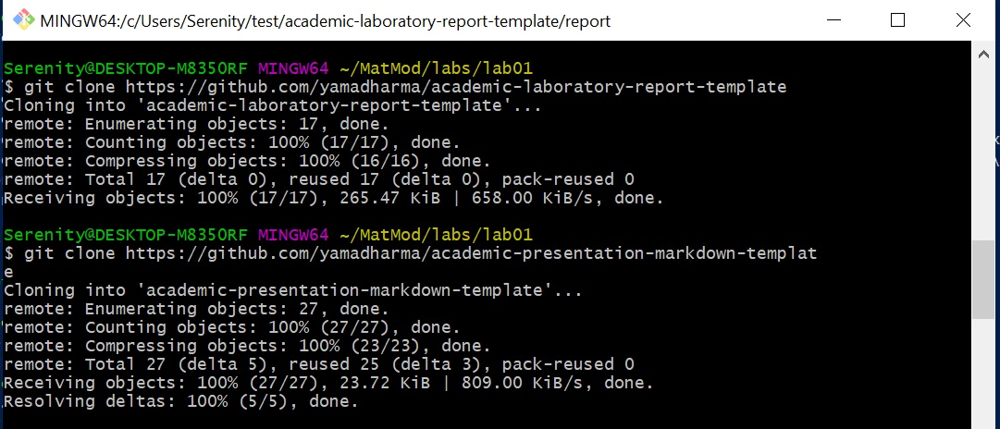 MINGW64:/c/Users/Serenity/test/academic-laboratory-report-template/report
Serenity@DESKTOP-M8350RF MINGW64 ~/MatMod/labs/lab01
$ git clone https://github.com/yamadharma/academic-laboratory-report-template
Cloning into 'academic-laboratory-report-template'...
remote: Enumerating objects: 17, done.
remote: Counting objects: 100% (17/17), done.
remote: Compressing objects: 100% (16/16), done.
remote: Total 17 (delta 0), reused 17 (delta 0), pack-reused 0
Receiving objects: 100% (17/17), 265.47 KiB | 658.00 KiB/s, done.
Serenity@DESKTOP-M8350RF MINGW64 ~/MatMod/labs/lab01
$ git clone https://github.com/yamadharma/academic-presentation-markdown-templat
e
Cloning into 'academic-presentation-markdown-template'...
remote: Enumerating objects: 27, done.
remote: Counting objects: 100% (27/27), done.
remote: Compressing objects: 100% (23/23), done.
remote: Total 27 (delta 5), reused 25 (delta 3), pack-reused 0
Receiving objects: 100% (27/27), 23.72 KiB | 809.00 KiB/s, done.
Resolving deltas: 100% (5/5), done.